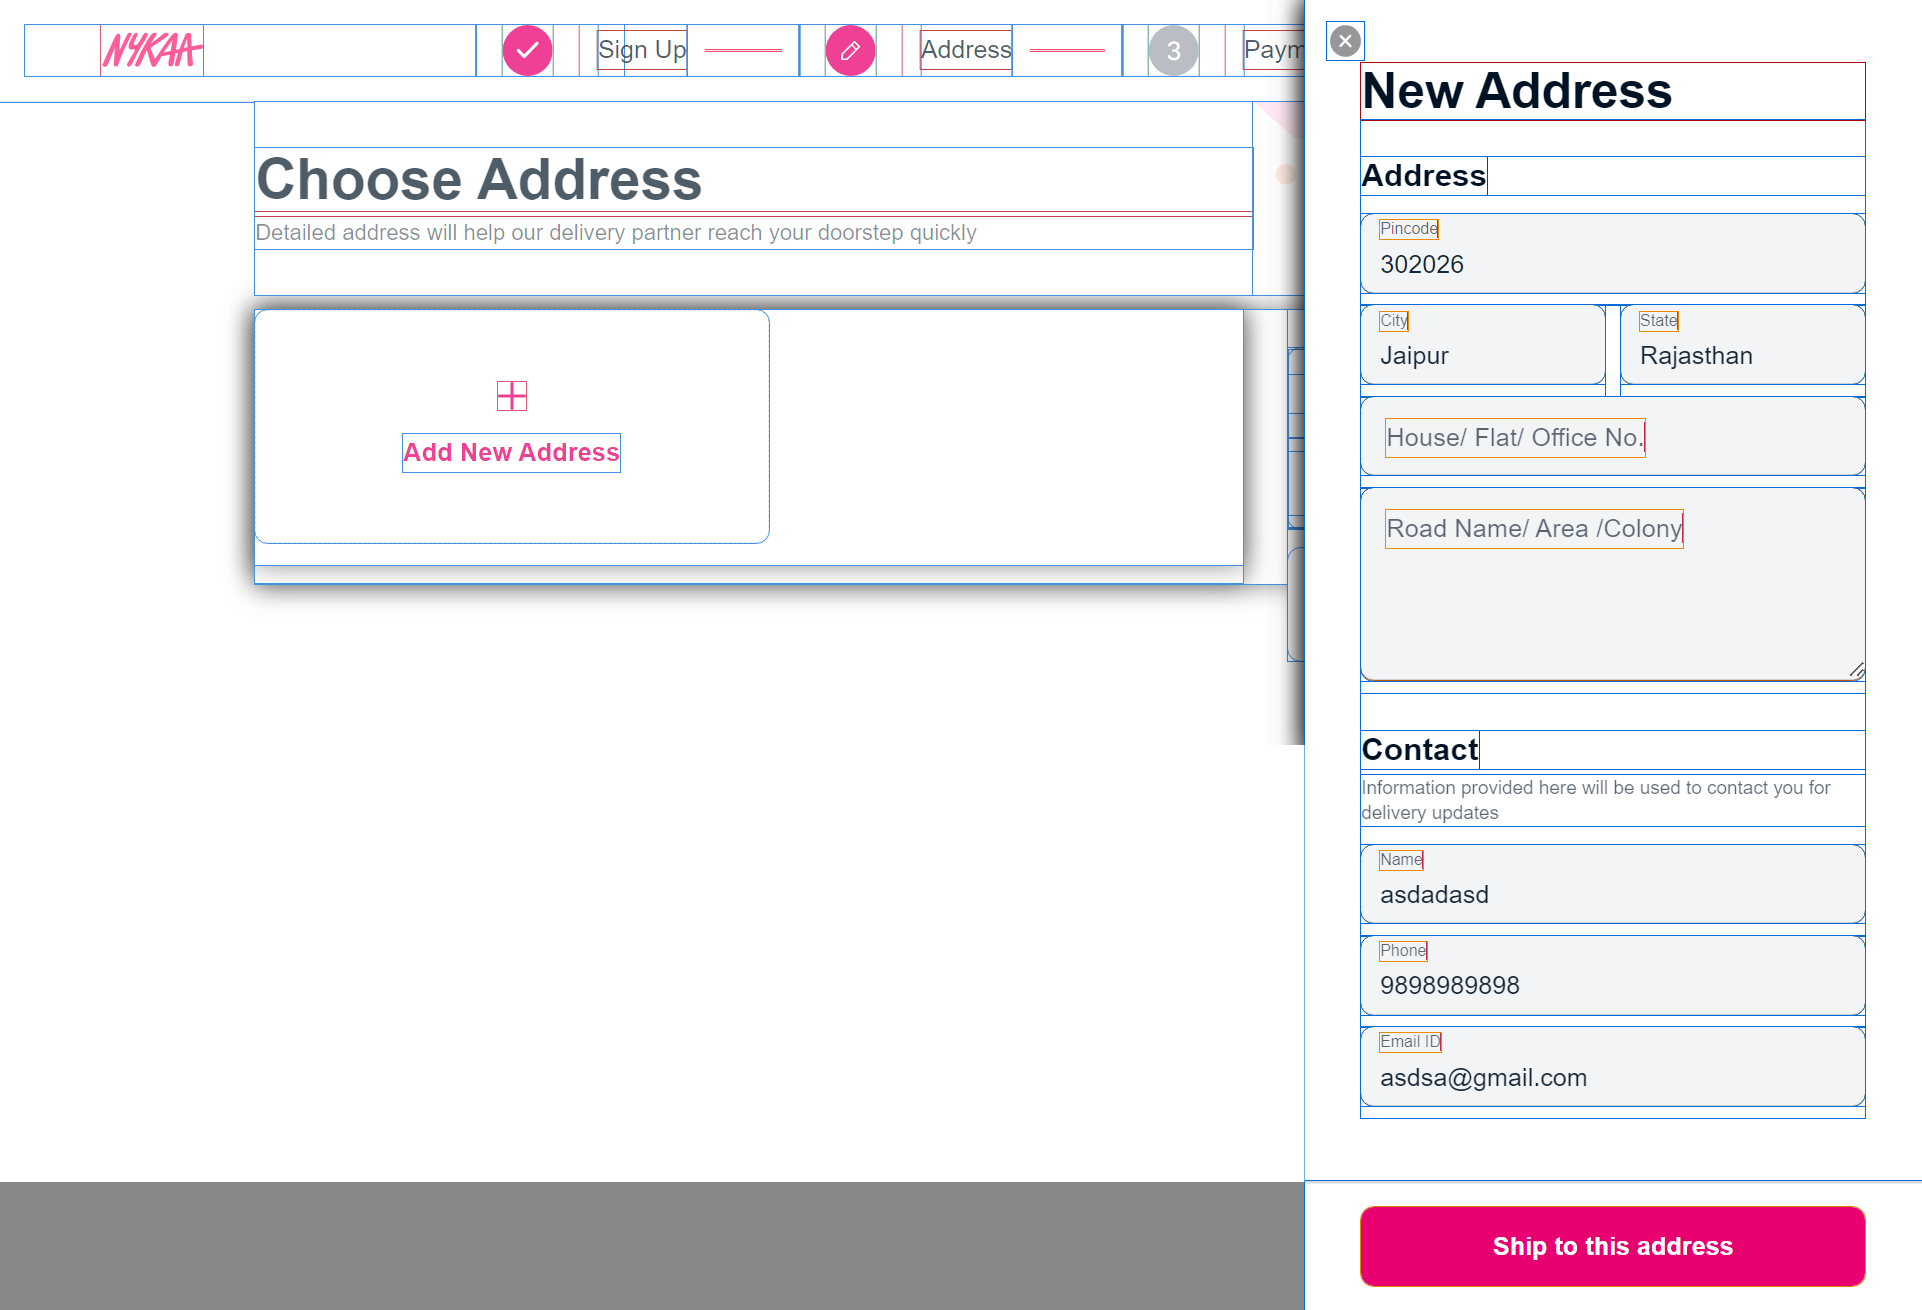 NYKAA
Sign Up
Address
3
Paym
Choose Address
Detailed address will help our delivery partner reach your doorstep quickly
Add New Address
New Address
Address
Pincode
302026
City
Jaipur
State
Rajasthan
House/ Flat/ Office No.
Road Name/ Area /Colony
Contact
Information provided here will be used to contact you for
delivery updates
Name
asdadasd
Phone
9898989898
Email ID
asdsa@gmail.com
Ship to this address